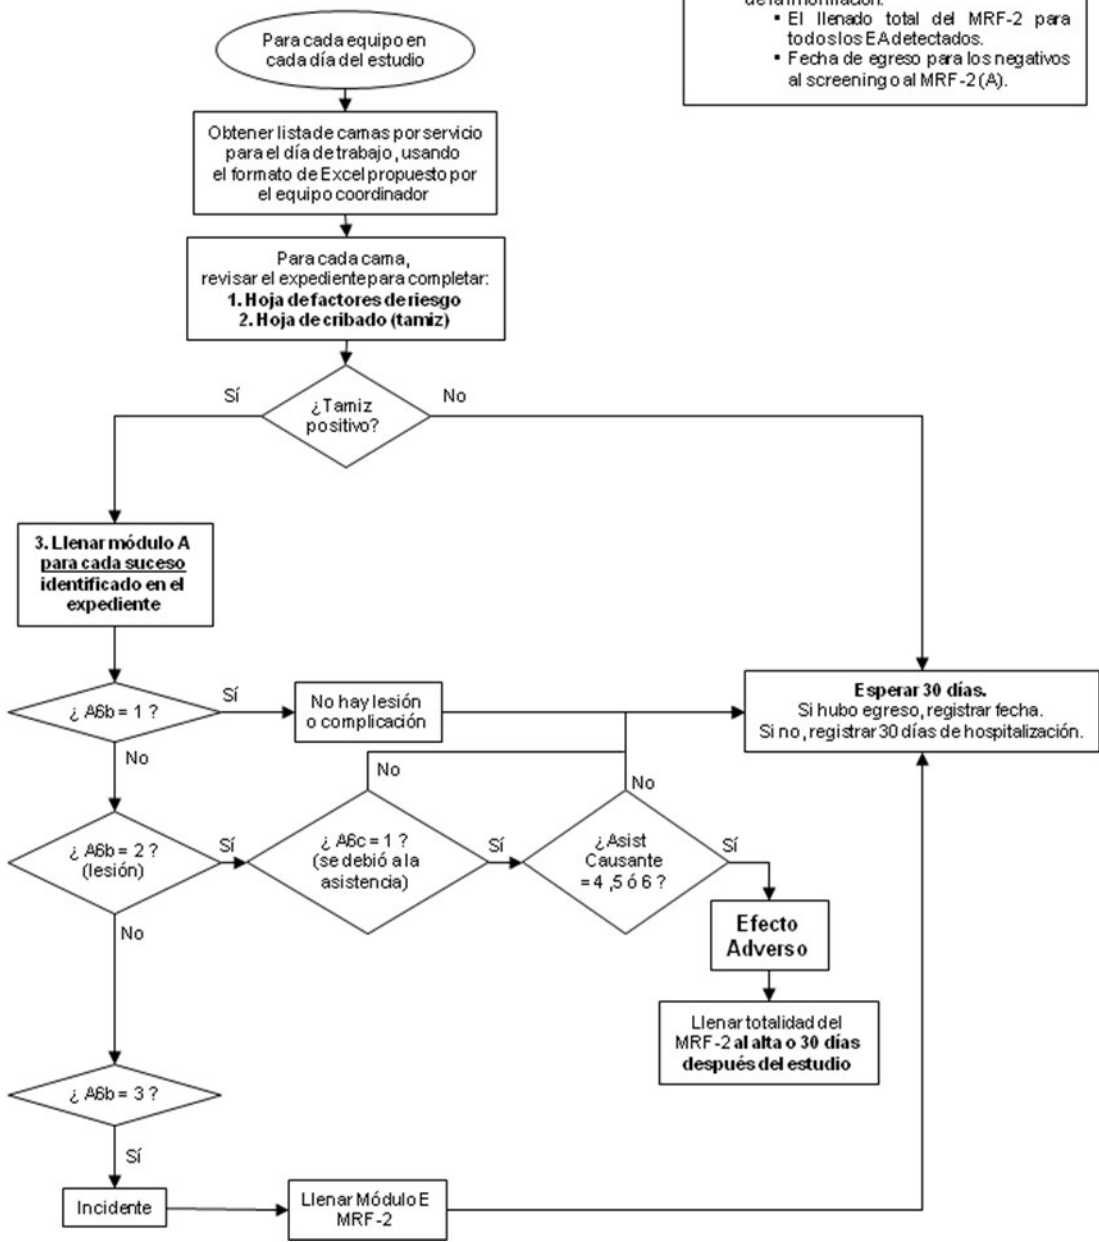 ▪ El llenado total del MRF-2 para
todos los EA detectados.
▪ Fecha de egreso para los negativos
al screening o al MRF-2 (A).
Para cada equipo en
cada día del estudio
Obtener lista de camas por servicio
para el día de trabajo, usando
el formato de Excel propuesto por
el equipo coordinador
Para cada cama,
revisar el expediente para completar:
1. Hoja de factores de riesgo
2. Hoja de cribado (tamiz)
¿Tamiz
positivo?
Sí
No
3. Llenar módulo A
para cada suceso
identificado en el
expediente
¿ A6b = 1 ?
Sí
No hay lesión
o complicación
Esperar 30 días.
Si hubo egreso, registrar fecha.
Si no, registrar 30 días de hospitalización.
No
¿ A6b = 2 ?
(lesión)
Sí
No
¿ A6c = 1 ?
(se debió a la
asistencia)
Sí
No
¿Asist
Causante
= 4 ,5 ó 6 ?
Sí
Efecto
Adverso
Llenar totalidad del
MRF-2 al alta o 30 días
después del estudio
No
¿ A6b = 3 ?
Sí
Incidente
Llenar Módulo E
MRF-2